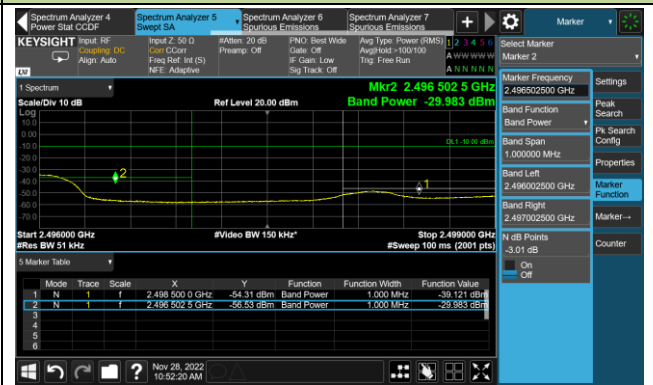 Spectrum Analyzer 4
Power Stat CCDF
Spectrum Analyzer 5
Swept SA
Spectrum Analyzer 6
Spurious Emissions
Spectrum Analyzer 7
Spurious Emissions
Marker
KEYSIGHT
Input: RF
Coupling: DC
Align: Auto
Input Z: 50 Ω
Corr CCorr
Freq Ref: Int (S)
NFE: Adaptive
#Atten: 20 dB
Preamp: Off
PNO: Best Wide
Gate: Off
IF Gain: Low
Sig Track: Off
Avg Type: Power (RMS)
Avg|Hold:>100/100
Trig: Free Run
1 2 3 4 5 6
A W W W W W
A N N N N N
LXI
1 Spectrum
Scale/Div 10 dB
Ref Level 20.00 dBm
Mkr2 2.496 502 5 GHz
Band Power -29.983 dBm
Log
10.0
0.00
-10.0
-20.0
-30.0
-40.0
-50.0
-60.0
-70.0
DL1 -10.00 dBm
2
1
Start 2.496000 GHz
#Res BW 51 kHz
#Video BW 150 kHz*
Stop 2.499000 GHz
#Sweep 100 ms (2001 pts)
5 Marker Table
Mode Trace Scale X Y Function Function Width Function Value
1 N 1 f 2.498 500 0 GHz -54.31 dBm Band Power 1.000 MHz -39.121 dBm
2 N 1 f 2.496 502 5 GHz -56.53 dBm Band Power 1.000 MHz -29.983 dBm
3
4
5
6
Nov 28, 2022
10:52:20 AM
Select Marker
Marker 2
Marker Frequency
2.496502500 GHz
Band Function
Band Power
Band Span
1.000000 MHz
Band Left
2.496002500 GHz
Band Right
2.497002500 GHz
N dB Points
-3.01 dB
On
Off
Settings
Peak
Search
Pk Search
Config
Properties
Marker
Function
Marker→
Counter